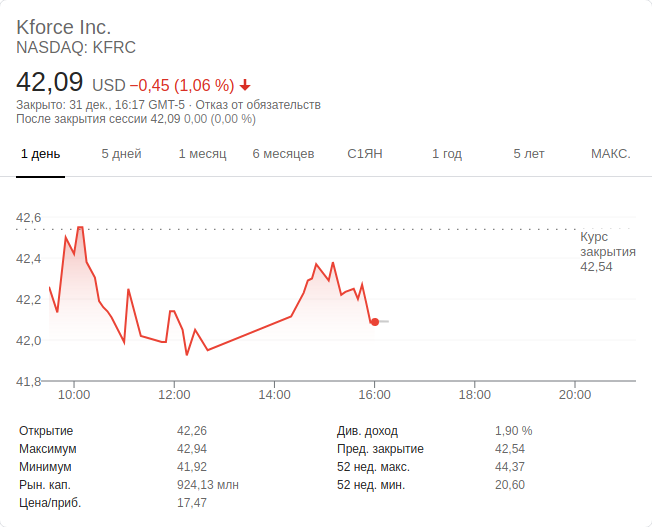 Kforce Inc.
NASDAQ: KFRC
42,09 USD −0,45 (1,06 %)
Закрыто: 31 дек., 16:17 GMT-5 · Отказ от обязательств
После закрытия сессии 42,09 0,00 (0,00 %)
1 день 5 дней 1 месяц 6 месяцев С1ЯН 1 год 5 лет МАКС.
42,6
Курс
закрытия
42,54
42,4
42,2
42,0
41,8
10:00 12:00 14:00 16:00 18:00 20:00
Открытие 42,26 Див. доход 1,90 %
Максимум 42,94 Пред. закрытие 42,54
Минимум 41,92 52 нед. макс. 44,37
Рын. кап. 924,13 млн 52 нед. мин. 20,60
Цена/приб. 17,47